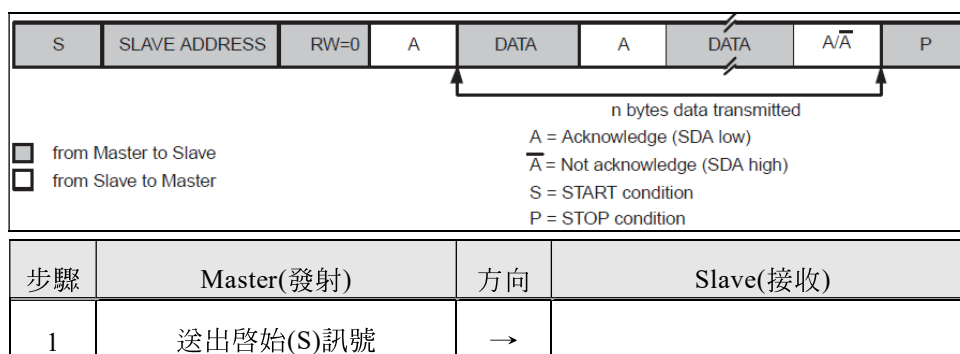 S SLAVE ADDRESS RW=0 A DATA A DATA A/A̅ P
n bytes data transmitted
A = Acknowledge (SDA low)
from Master to Slave
A̅ = Not acknowledge (SDA high)
from Slave to Master
S = START condition
P = STOP condition
步驟 Master(發射) 方向 Slave(接收)
1 送出啓始(S)訊號 →